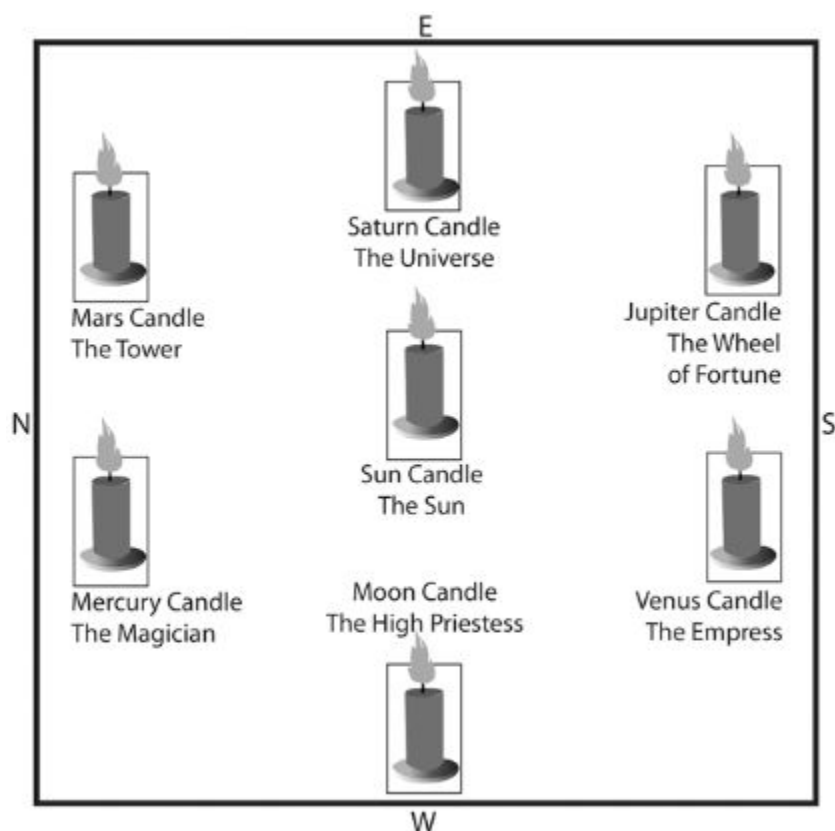 E
Saturn Candle
The Universe
Mars Candle
The Tower
Jupiter Candle
The Wheel
of Fortune
N
S
Sun Candle
The Sun
Mercury Candle
The Magician
Moon Candle
The High Priestess
Venus Candle
The Empress
W